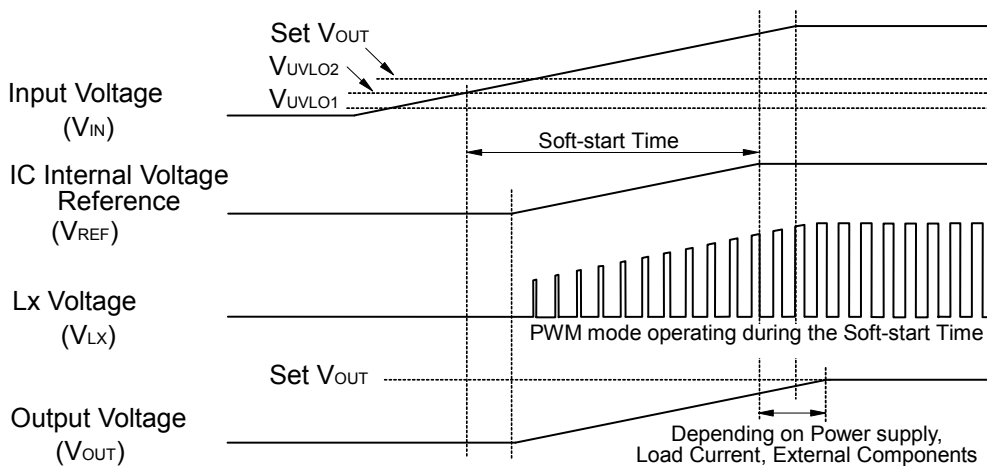 Set VOUT
VUVLO2
VUVLO1
Input Voltage
(VIN)
Soft-start Time
IC Internal Voltage
Reference
(VREF)
Lx Voltage
(VLX)
PWM mode operating during the Soft-start Time
Set VOUT
Output Voltage
(VOUT)
Depending on Power supply,
Load Current, External Components